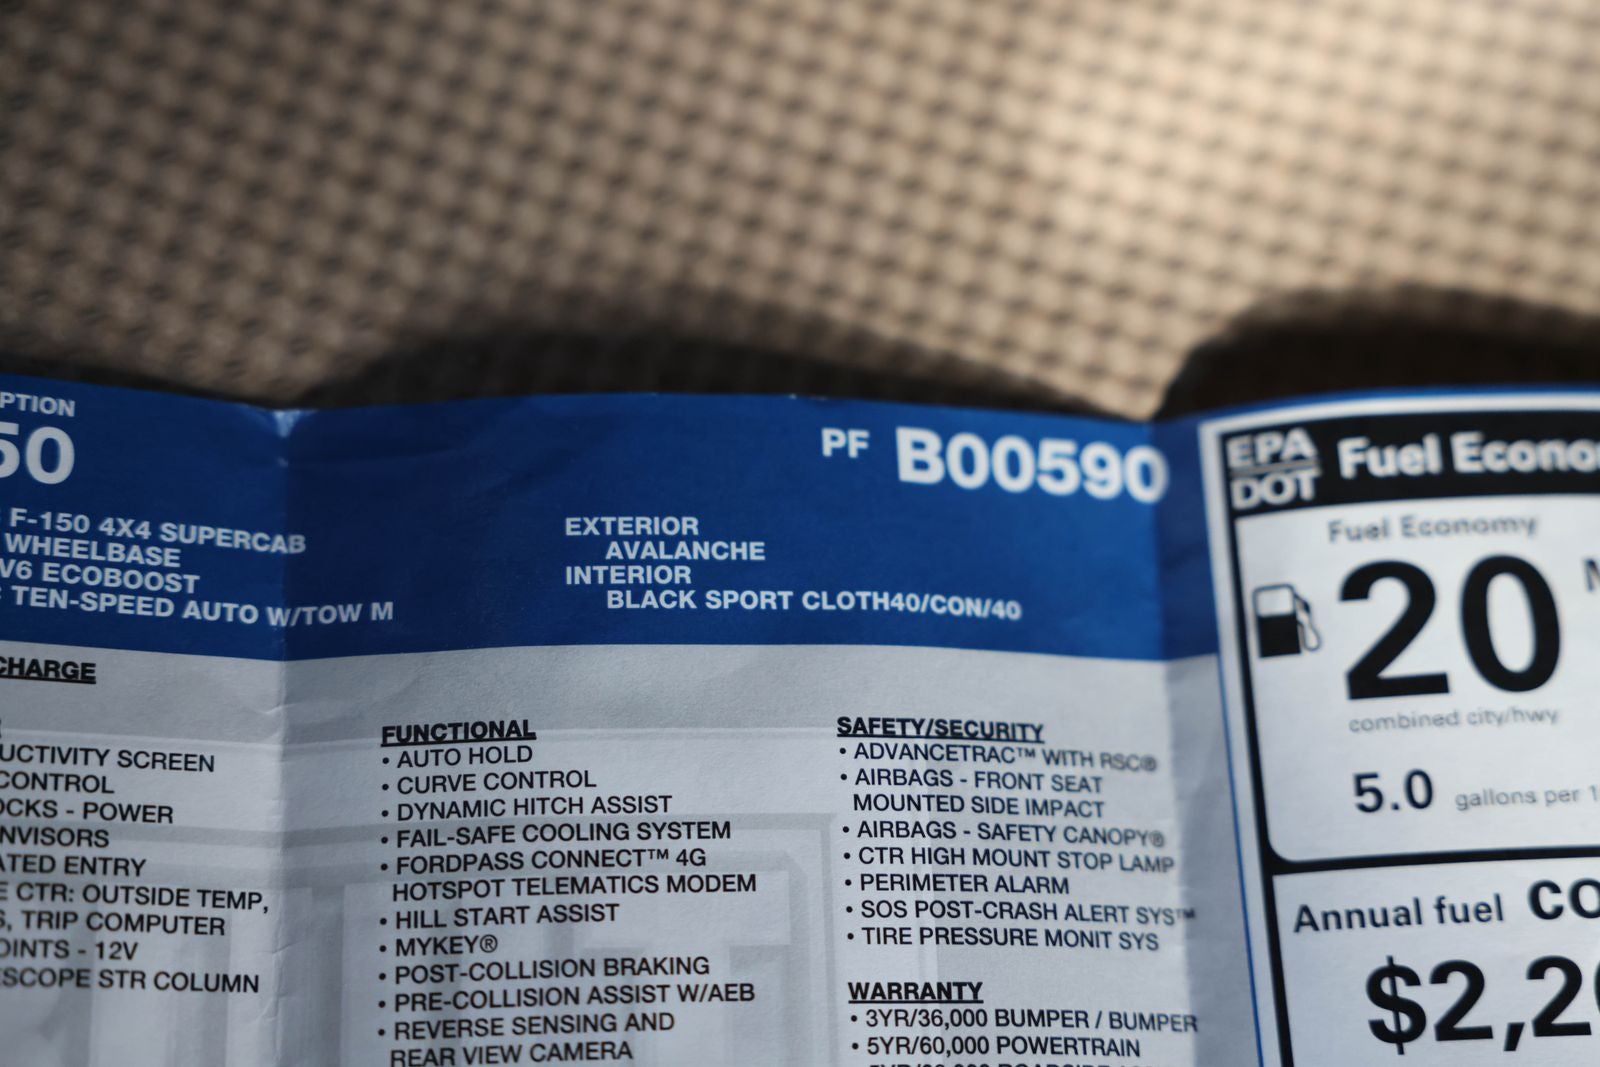 PTION
50
F-150 4X4 SUPERCAB
WHEELBASE
V6 ECOBOOST
TEN-SPEED AUTO W/TOW M
PF B00590
EXTERIOR
AVALANCHE
INTERIOR
BLACK SPORT CLOTH40/CON/40
CHARGE
UCTIVITY SCREEN
CONTROL
OCKS - POWER
NVISORS
ATED ENTRY
E CTR: OUTSIDE TEMP,
S, TRIP COMPUTER
OINTS - 12V
ESCOPE STR COLUMN
FUNCTIONAL
• AUTO HOLD
• CURVE CONTROL
• DYNAMIC HITCH ASSIST
• FAIL-SAFE COOLING SYSTEM
• FORDPASS CONNECT™ 4G
HOTSPOT TELEMATICS MODEM
• HILL START ASSIST
• MYKEY®
• POST-COLLISION BRAKING
• PRE-COLLISION ASSIST W/AEB
• REVERSE SENSING AND
REAR VIEW CAMERA
SAFETY/SECURITY
• ADVANCETRAC™ WITH RSC®
• AIRBAGS - FRONT SEAT
MOUNTED SIDE IMPACT
• AIRBAGS - SAFETY CANOPY®
• CTR HIGH MOUNT STOP LAMP
• PERIMETER ALARM
• SOS POST-CRASH ALERT SYS™
• TIRE PRESSURE MONIT SYS
WARRANTY
• 3YR/36,000 BUMPER / BUMPER
• 5YR/60,000 POWERTRAIN
EPA
DOT
Fuel Econo
Fuel Economy
20
combined city/hwy
5.0 gallons per 1
Annual fuel CO
$2,2